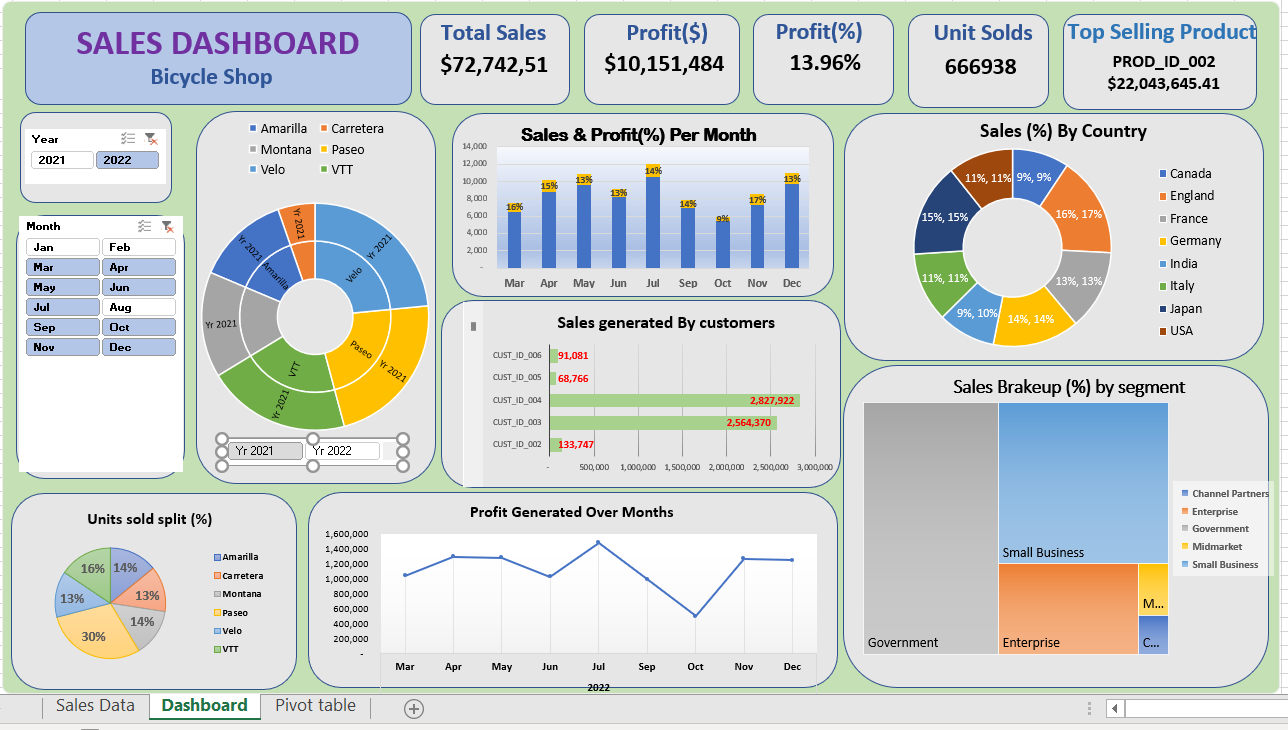 SALES DASHBOARD
Bicycle Shop
Total Sales
$72,742,51
Profit($)
$10,151,484
Profit(%)
13.96%
Unit Solds
666938
Top Selling Product
PROD_ID_002
$22,043,645.41
Year
2021 2022
Month
Jan Feb
Mar Apr
May Jun
Jul Aug
Sep Oct
Nov Dec
Amarilla Carretera
Montana Paseo
Velo VTT
Yr 2021
Yr 2021
Yr 2021
Amarilla
Velo
Yr 2021
Paseo
Yr 2021
VTT
Yr 2021
Yr 2021 Yr 2022
Sales & Profit(%) Per Month
14,000
12,000
10,000
8,000
6,000
4,000
2,000
-
16% 15% 13% 13% 14% 14% 9% 17% 13%
Mar Apr May Jun Jul Sep Oct Nov Dec
Sales (%) By Country
11%, 11% 9%, 9%
15%, 15% 16%, 17%
11%, 11% 13%, 13%
9%, 10% 14%, 14%
Canada
England
France
Germany
India
Italy
Japan
USA
Sales generated By customers
CUST_ID_006 91,081
CUST_ID_005 68,766
CUST_ID_004 2,827,922
CUST_ID_003 2,564,370
CUST_ID_002 133,747
- 500,000 1,000,000 1,500,000 2,000,000 2,500,000 3,000,000
Sales Brakeup (%) by segment
Small Business
Government
Enterprise
M...
C...
Channel Partners
Enterprise
Government
Midmarket
Small Business
Units sold split (%)
16% 14%
13% 13%
30% 14%
Amarilla
Carretera
Montana
Paseo
Velo
VTT
Profit Generated Over Months
1,600,000
1,400,000
1,200,000
1,000,000
800,000
600,000
400,000
200,000
-
Mar Apr May Jun Jul Sep Oct Nov Dec
2022
Sales Data Dashboard Pivot table